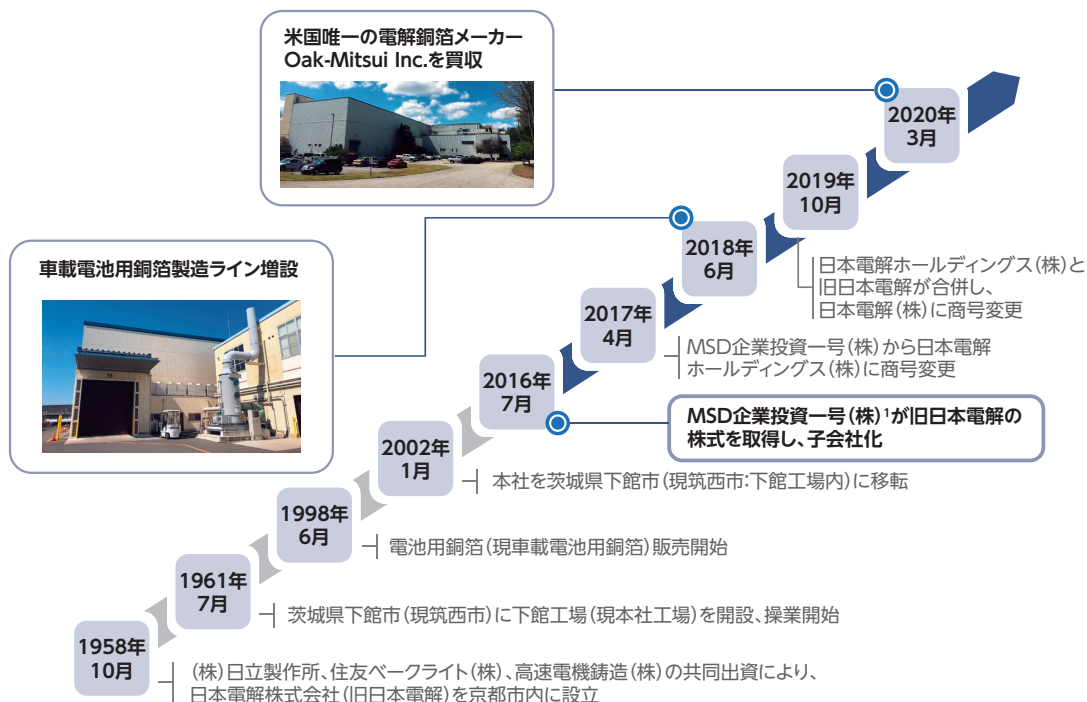 米国唯一の電解銅箔メーカー
Oak-Mitsui Inc.を買収
2020年
3月
2019年
10月
日本電解ホールディングス(株)と
旧日本電解が合併し、
日本電解(株)に商号変更
車載電池用銅箔製造ライン増設
2018年
6月
2017年
4月
MSD企業投資一号(株)から日本電解
ホールディングス(株)に商号変更
2016年
7月
MSD企業投資一号(株)¹が旧日本電解の
株式を取得し、子会社化
2002年
1月
本社を茨城県下館市(現筑西市:下館工場内)に移転
1998年
6月
電池用銅箔(現車載電池用銅箔)販売開始
1961年
7月
茨城県下館市(現筑西市)に下館工場(現本社工場)を開設、操業開始
1958年
10月
(株)日立製作所、住友ベークライト(株)、高速電機鋳造(株)の共同出資により、
日本電解株式会社(旧日本電解)を京都市内に設立